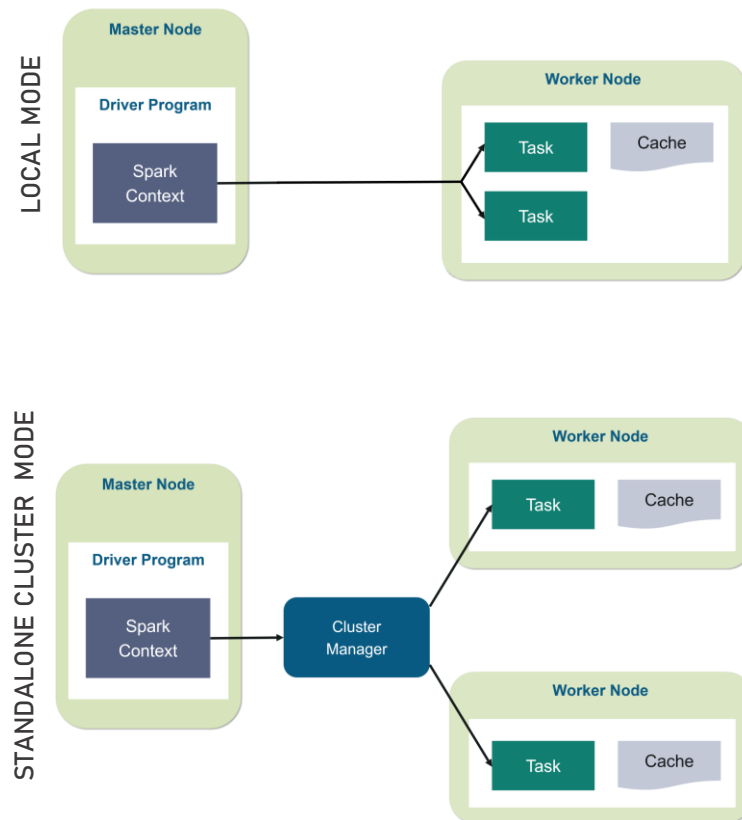 LOCAL MODE
Master Node
Driver Program
Spark
Context
Worker Node
Task
Cache
Task
STANDALONE CLUSTER MODE
Master Node
Driver Program
Spark
Context
Cluster
Manager
Worker Node
Task
Cache
Worker Node
Task
Cache